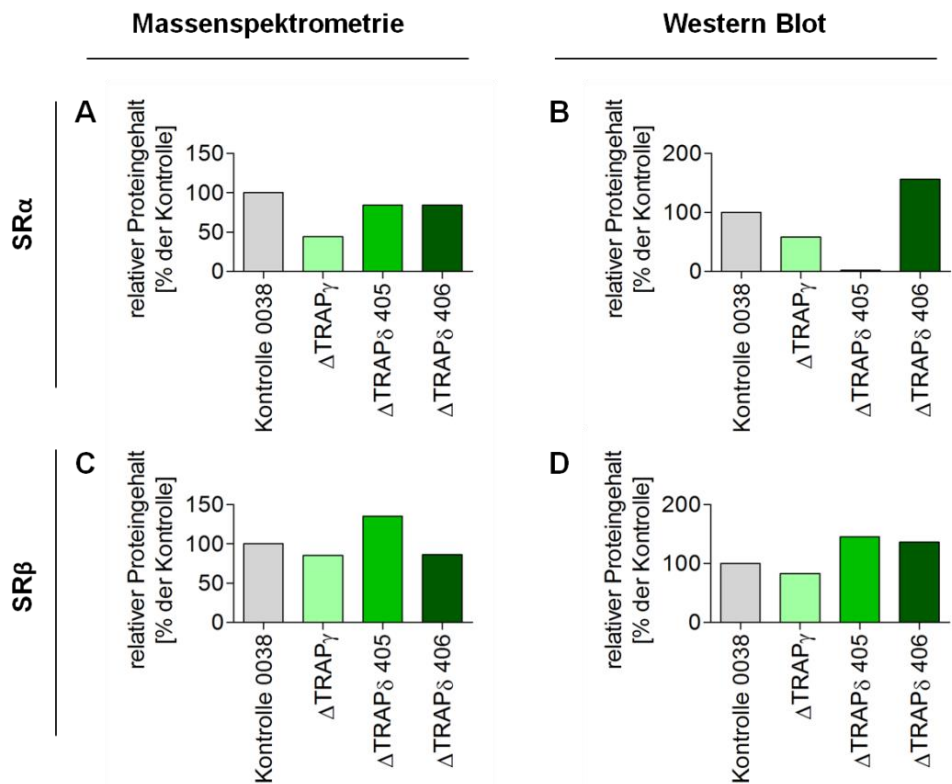 Massenspektrometrie
Western Blot
SRα
A
relativer Proteingehalt
[% der Kontrolle]
150
100
50
0
Kontrolle 0038
ΔTRAPγ
ΔTRAPδ 405
ΔTRAPδ 406
B
relativer Proteingehalt
[% der Kontrolle]
200
100
0
Kontrolle 0038
ΔTRAPγ
ΔTRAPδ 405
ΔTRAPδ 406
SRβ
C
relativer Proteingehalt
[% der Kontrolle]
150
100
50
0
Kontrolle 0038
ΔTRAPγ
ΔTRAPδ 405
ΔTRAPδ 406
D
relativer Proteingehalt
[% der Kontrolle]
200
100
0
Kontrolle 0038
ΔTRAPγ
ΔTRAPδ 405
ΔTRAPδ 406